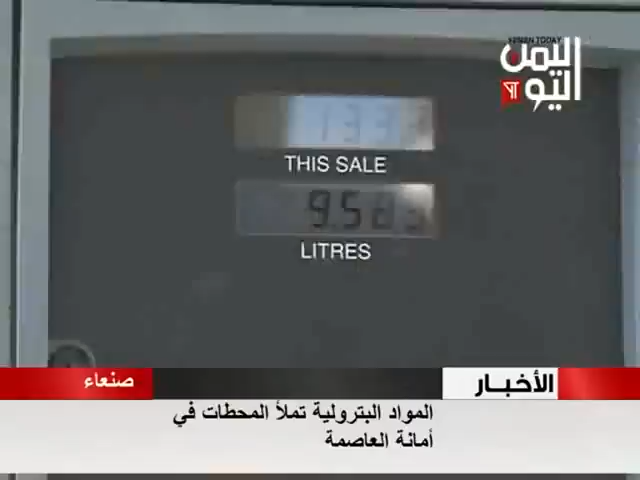 YEMEN TODAY
اليمن
اليوم
THIS SALE
LITRES
الأخبار
صنعاء
المواد البترولية تملأ المحطات في
أمانة العاصمة